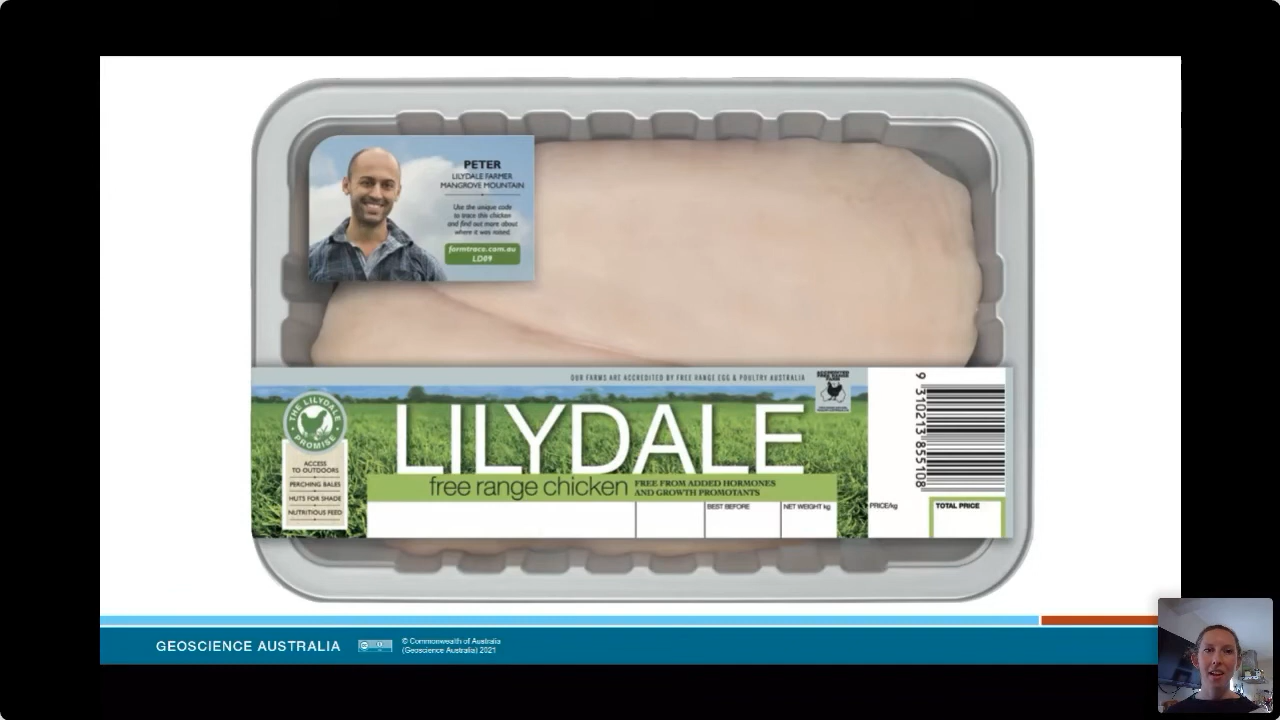 PETER
LILYDALE FARMER
MANGROVE MOUNTAIN
Use the unique code
to trace this chicken
and find out more about
where it was raised.
farmtrace.com.au
LD09
OUR FARMS ARE ACCREDITED BY FREE RANGE EGG & POULTRY AUSTRALIA
THE LILYDALE
PROMISE
ACCESS
TO OUTDOORS
PERCHING BALES
HUTS FOR SHADE
NUTRITIOUS FEED
LILYDALE
free range chicken
FREE FROM ADDED HORMONES
AND GROWTH PROMOTANTS
BEST BEFORE
NET WEIGHT kg
PRICE/kg
TOTAL PRICE
9 310213 855108
GEOSCIENCE AUSTRALIA
© Commonwealth of Australia
(Geoscience Australia) 2021